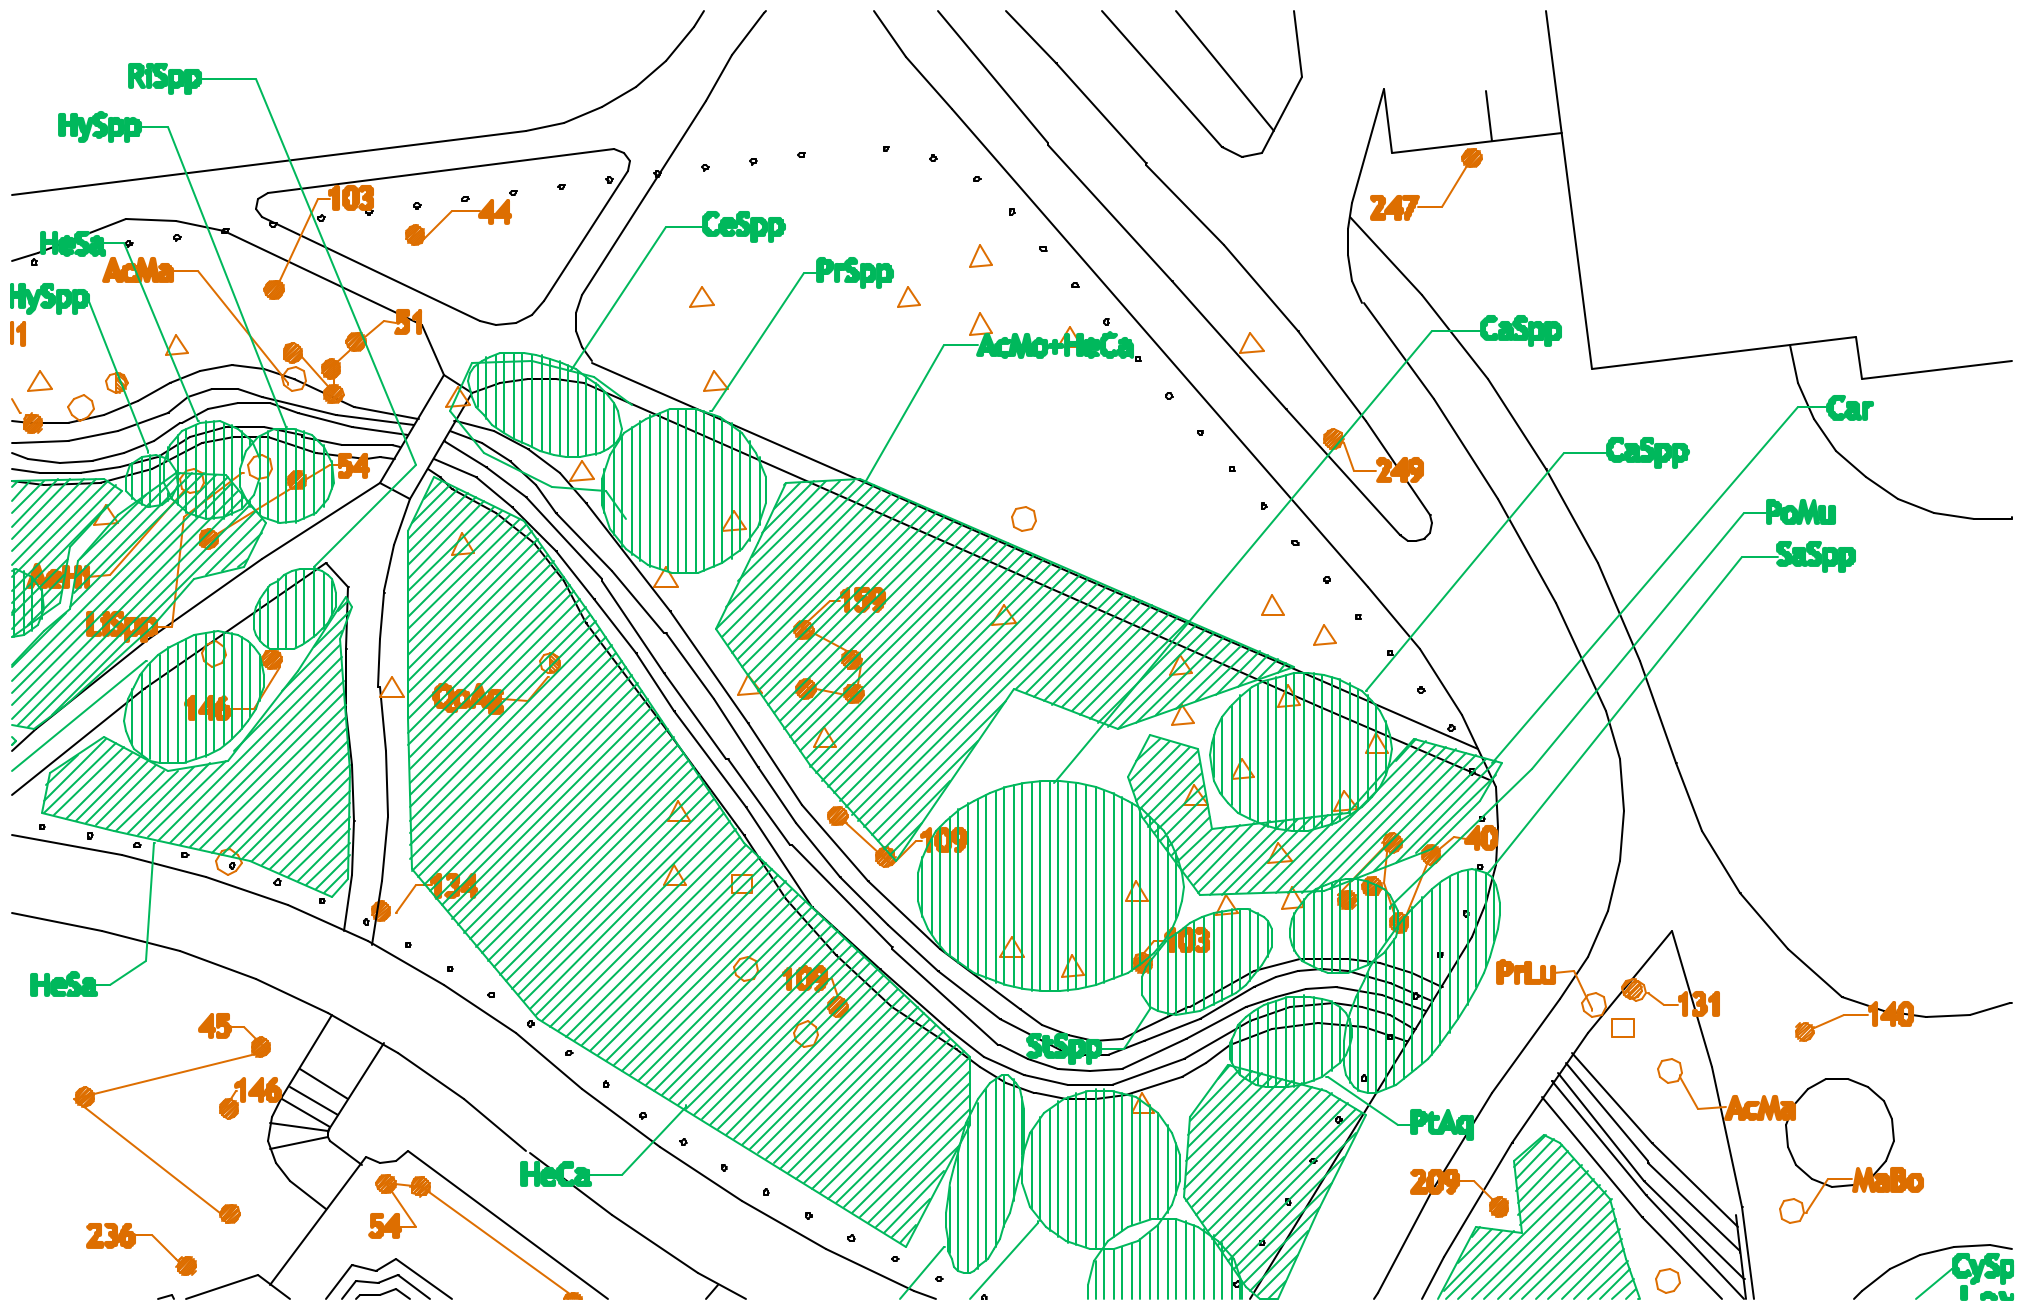 RiSpp
HySpp
103
44
CeSpp
247
HeSa
AcMa
PrSpp
HySpp
51
AcMo+HeCa
CaSpp
Car
CaSpp
54
249
PoMu
SaSpp
LiSpp
159
146
109
40
134
103
HeSa
109
PrLu
131
140
45
StSpp
146
AcMa
PtAq
HeCa
209
MaBo
54
236